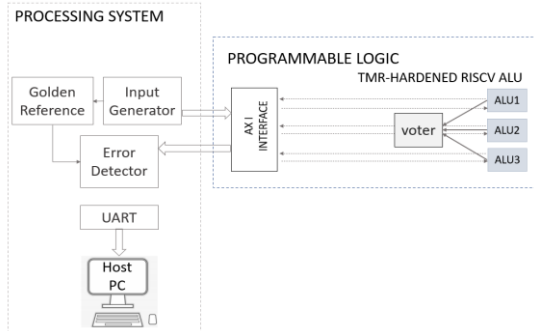 PROCESSING SYSTEM
Golden
Reference
Input
Generator
Error
Detector
UART
Host
PC
PROGRAMMABLE LOGIC
TMR-HARDENED RISCV ALU
AX I
INTERFACE
voter
ALU1
ALU2
ALU3